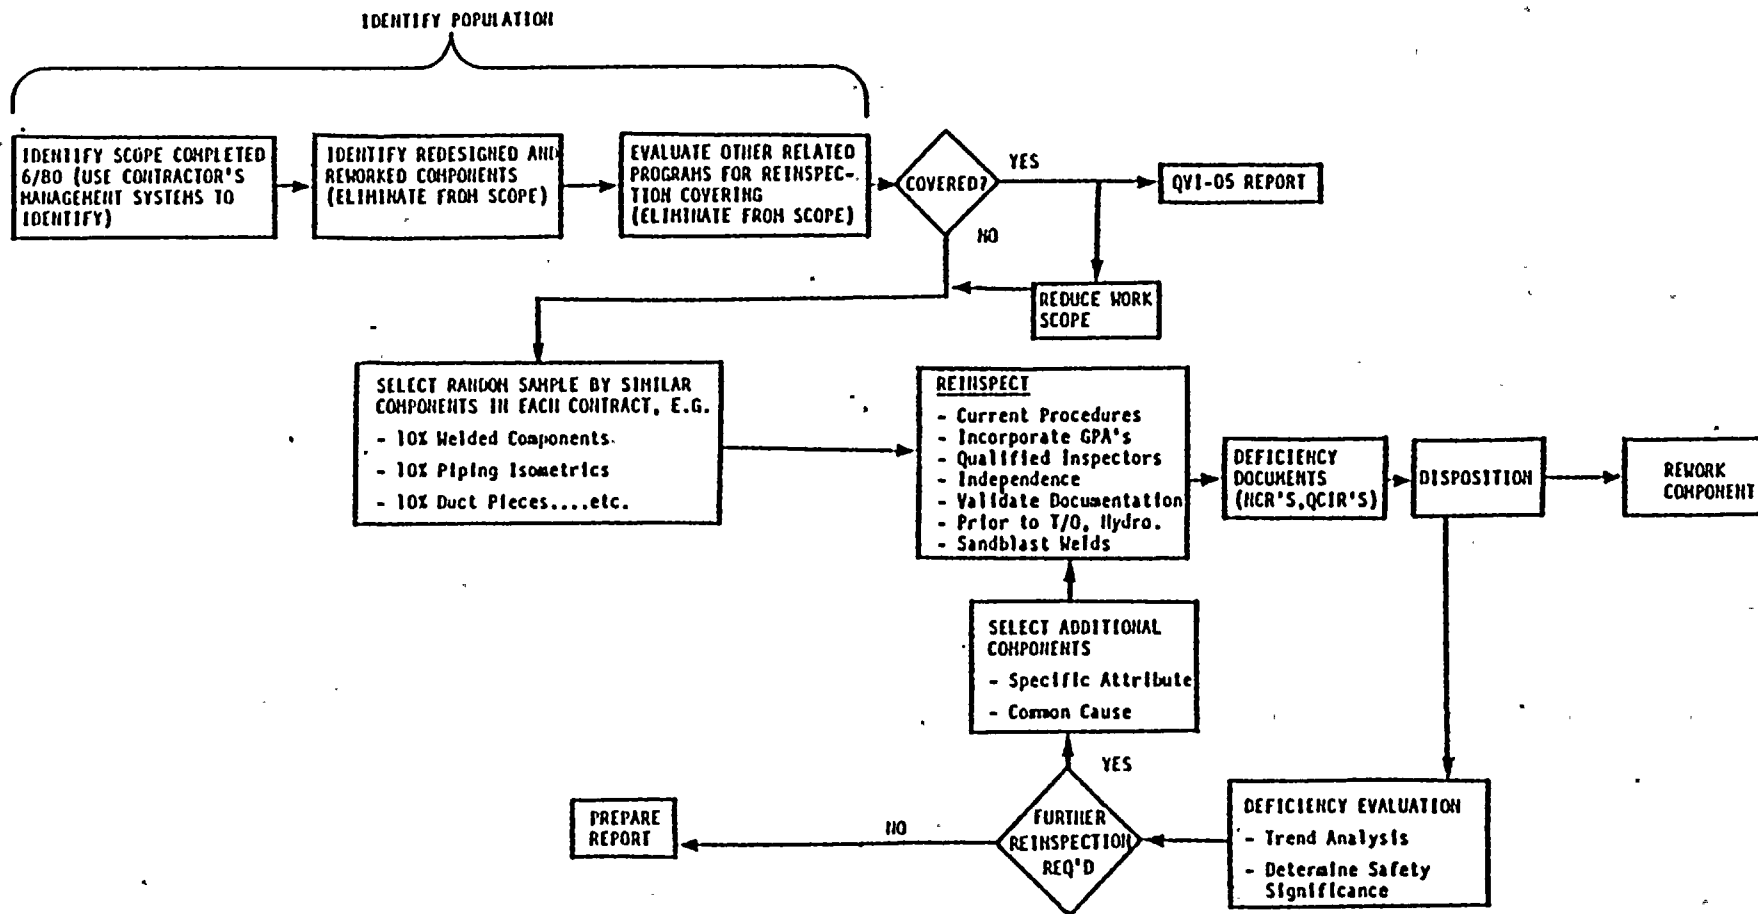 IDENTIFY POPULATION
IDENTIFY SCOPE COMPLETED
6/80 (USE CONTRACTOR'S
MANAGEMENT SYSTEMS TO
IDENTIFY)
IDENTIFY REDESIGNED AND
REWORKED COMPONENTS
(ELIMINATE FROM SCOPE)
EVALUATE OTHER RELATED
PROGRAMS FOR REINSPEC-
TION COVERING
(ELIMINATE FROM SCOPE)
COVERED?
YES
QVI-05 REPORT
NO
REDUCE WORK
SCOPE
SELECT RANDOM SAMPLE BY SIMILAR
COMPONENTS IN EACH CONTRACT, E.G.
- 10% Welded Components
- 10% Piping Isometrics
- 10% Duct Pieces....etc.
REINSPECT
- Current Procedures
- Incorporate GPA's
- Qualified Inspectors
- Independence
- Validate Documentation
- Prior to T/O, Hydro.
- Sandblast Welds
DEFICIENCY
DOCUMENTS
(NCR'S,QCIR'S)
DISPOSITION
REWORK
COMPONENT
SELECT ADDITIONAL
COMPONENTS
- Specific Attribute
- Common Cause
YES
FURTHER
REINSPECTION
REQ'D
NO
PREPARE
REPORT
DEFICIENCY EVALUATION
- Trend Analysis
- Determine Safety
Significance